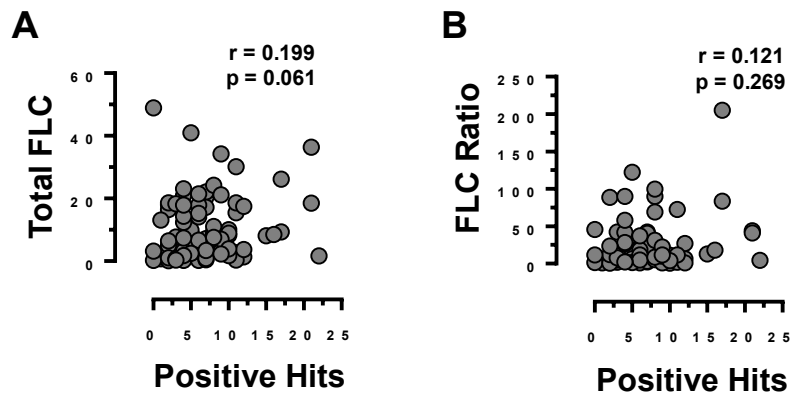 A
r = 0.199
p = 0.061
Total FLC
60
40
20
0
0 5 10 15 20 25
Positive Hits
B
r = 0.121
p = 0.269
FLC Ratio
250
200
150
100
50
0
0 5 10 15 20 25
Positive Hits